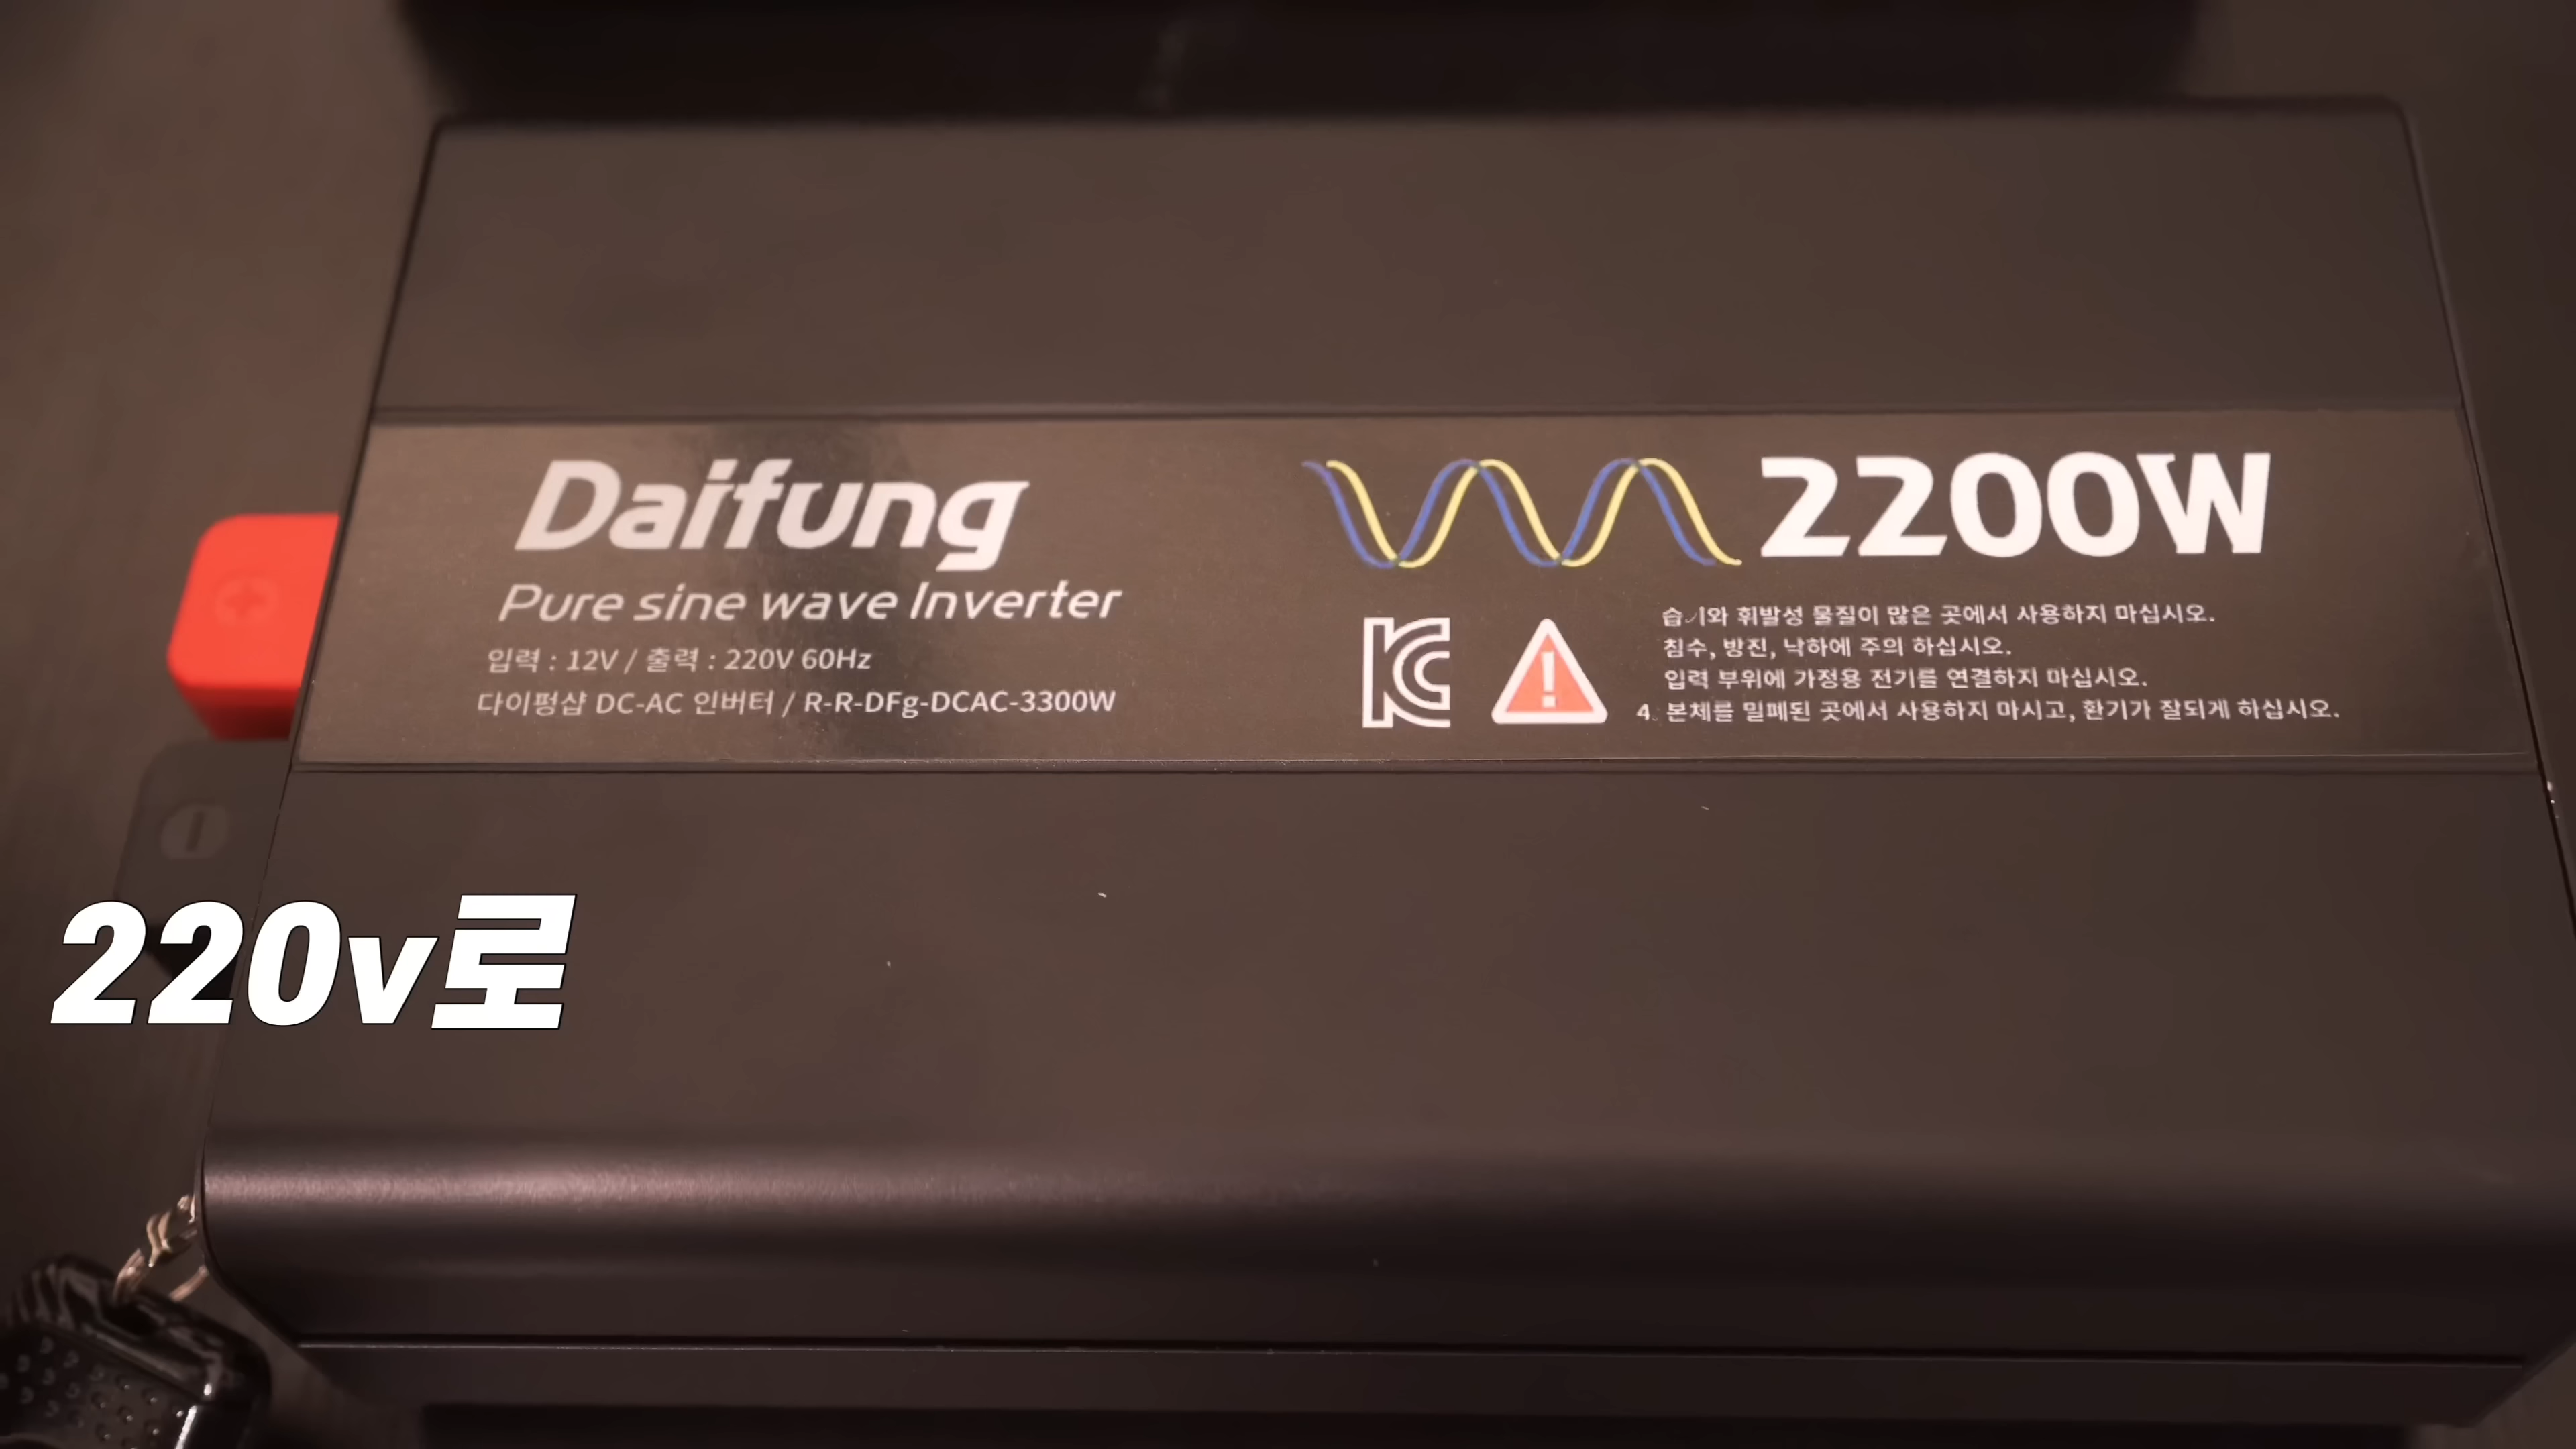 Daifung
Pure sine wave Inverter
입력 : 12V / 출력 : 220V 60Hz
다이펑샵 DC-AC 인버터 / R-R-DFg-DCAC-3300W
2200W
습기와 휘발성 물질이 많은 곳에서 사용하지 마십시오.
침수, 방진, 낙하에 주의 하십시오.
입력 부위에 가정용 전기를 연결하지 마십시오.
4. 본체를 밀폐된 곳에서 사용하지 마시고, 환기가 잘되게 하십시오.
220v로